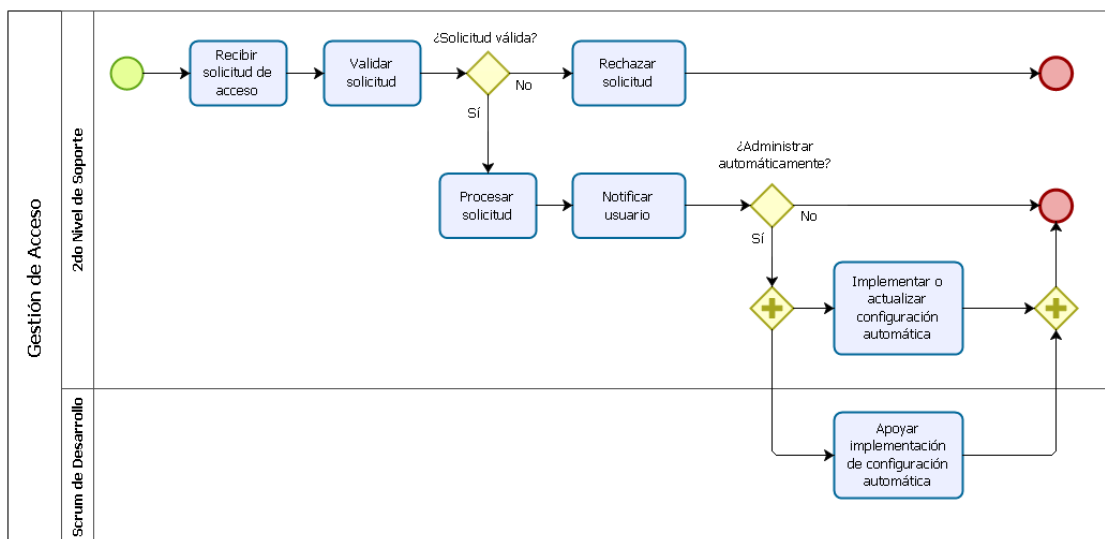 Gestión de Acceso
2do Nivel de Soporte
Recibir
solicitud de
acceso
Validar
solicitud
¿Solicitud válida?
No
Sí
Rechazar
solicitud
Procesar
solicitud
Notificar
usuario
¿Administrar
automáticamente?
No
Sí
Implementar o
actualizar
configuración
automática
Scrum de Desarrollo
Apoyar
implementación
de configuración
automática